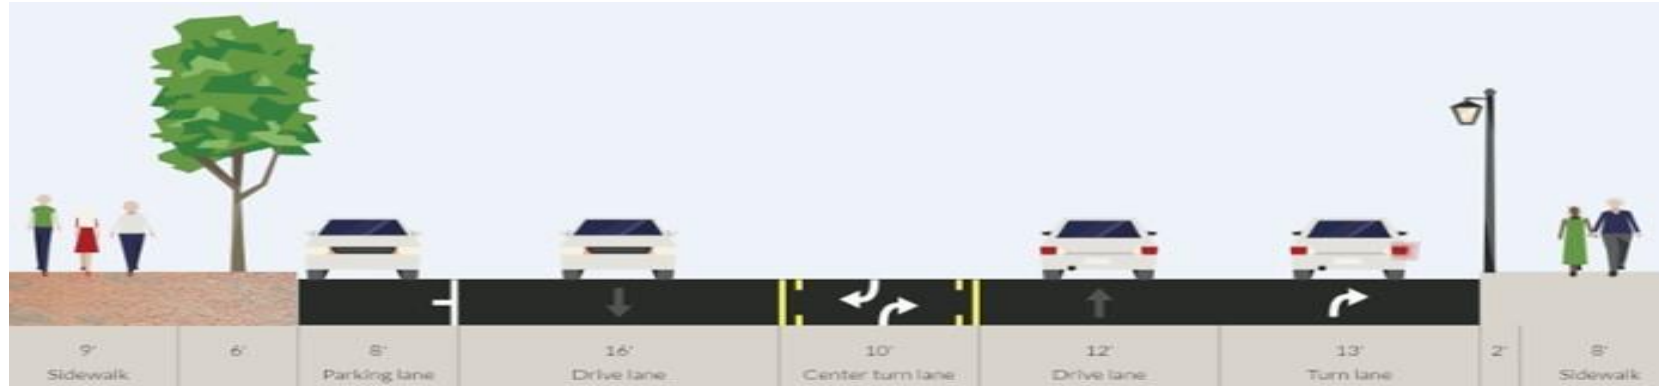 9' 6' 8' 16' 10' 12' 13' 2' 8'
Sidewalk Parking lane Drive lane Center turn lane Drive lane Turn lane Sidewalk